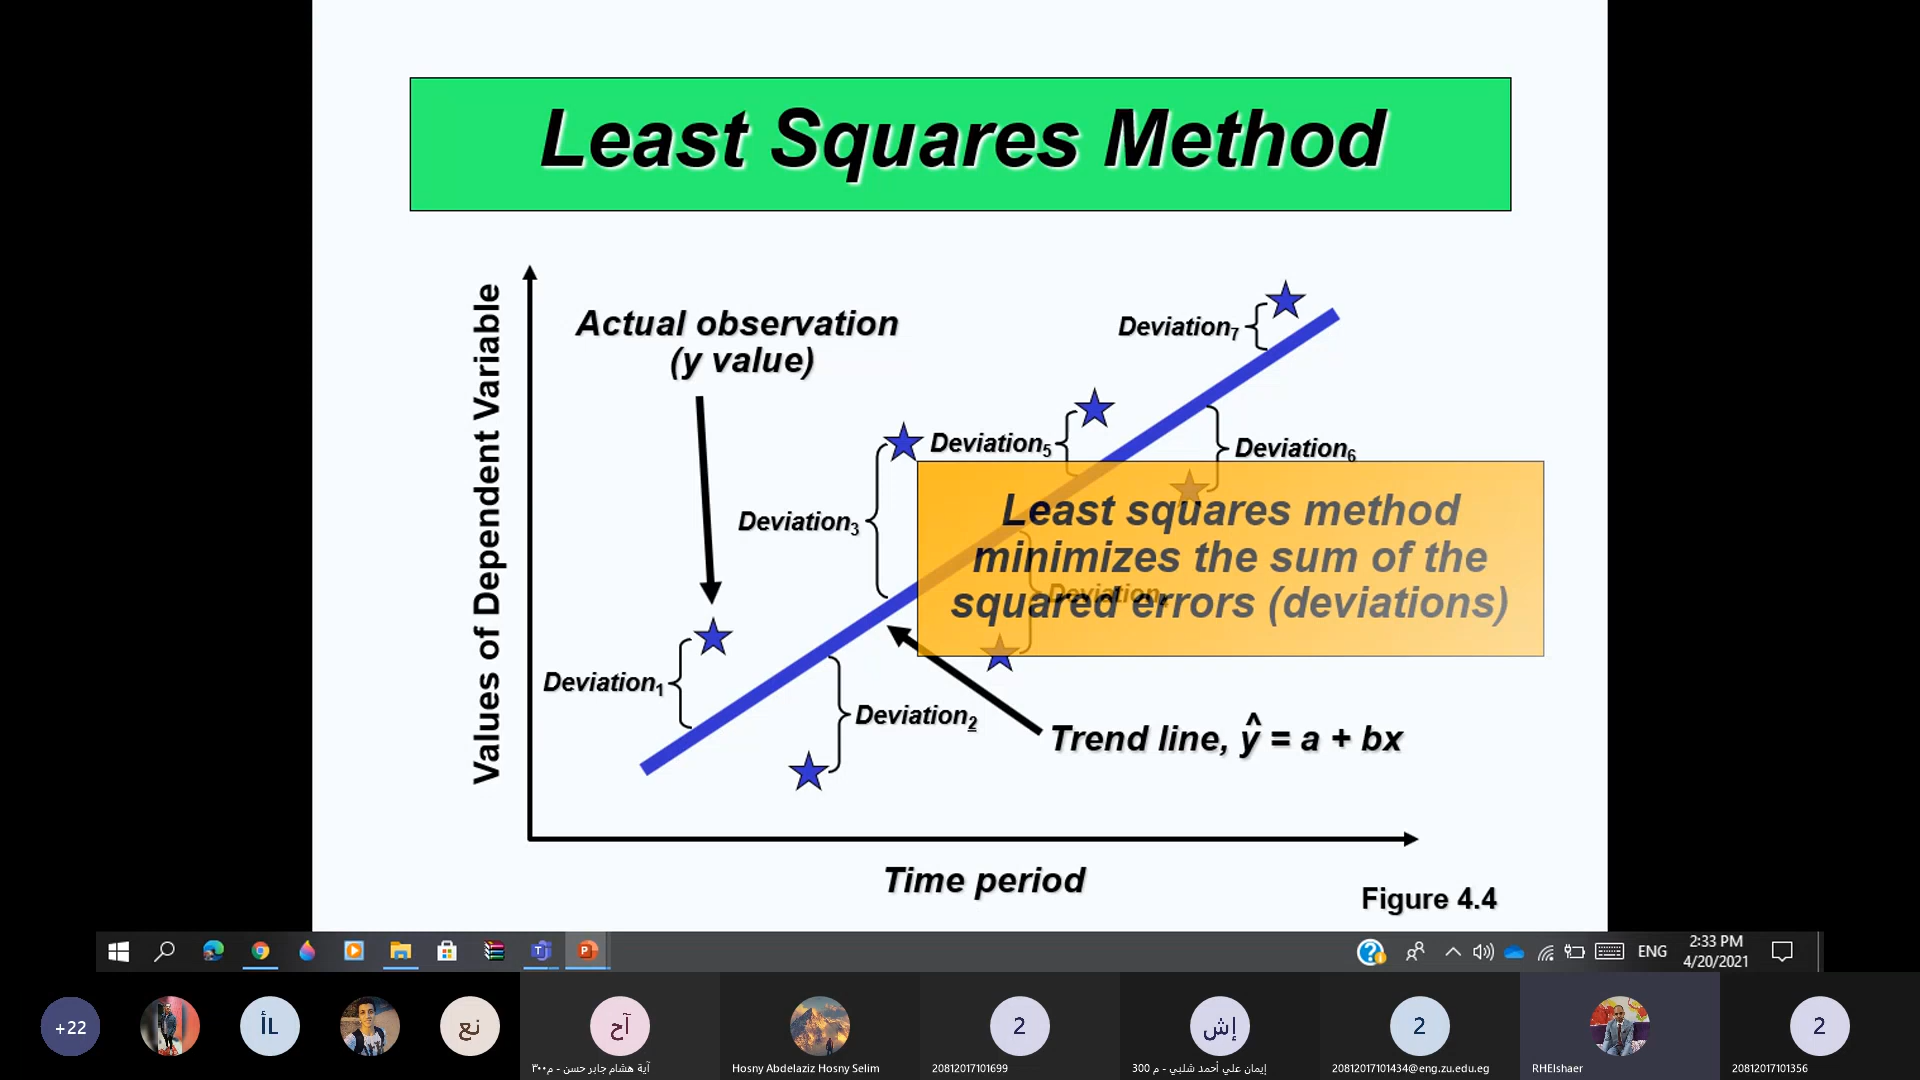 Least Squares Method
Values of Dependent Variable
Actual observation
(y value)
Deviation7
Deviation5
Deviation6
Deviation3
Least squares method
minimizes the sum of the
squared errors (deviations)
Deviation4
Deviation1
Deviation2
Trend line, ŷ = a + bx
Time period
Figure 4.4
ENG
2:33 PM
4/20/2021
+22
أL
نع
آح
آية هشام جابر حسن - م٣٠٠
Hosny Abdelaziz Hosny Selim
2
20812017101699
إش
إيمان علي أحمد شلبي - م 300
2
20812017101434@eng.zu.edu.eg
RHElshaer
2
20812017101356